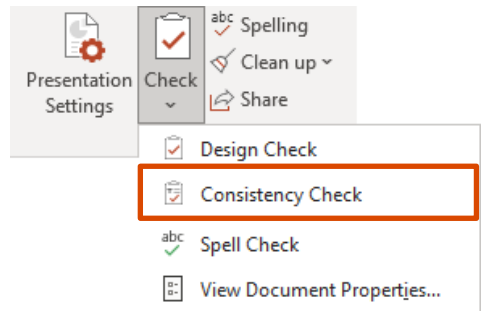 Presentation
Settings
Check
abc Spelling
Clean up
Share
Design Check
Consistency Check
abc Spell Check
View Document Properties...